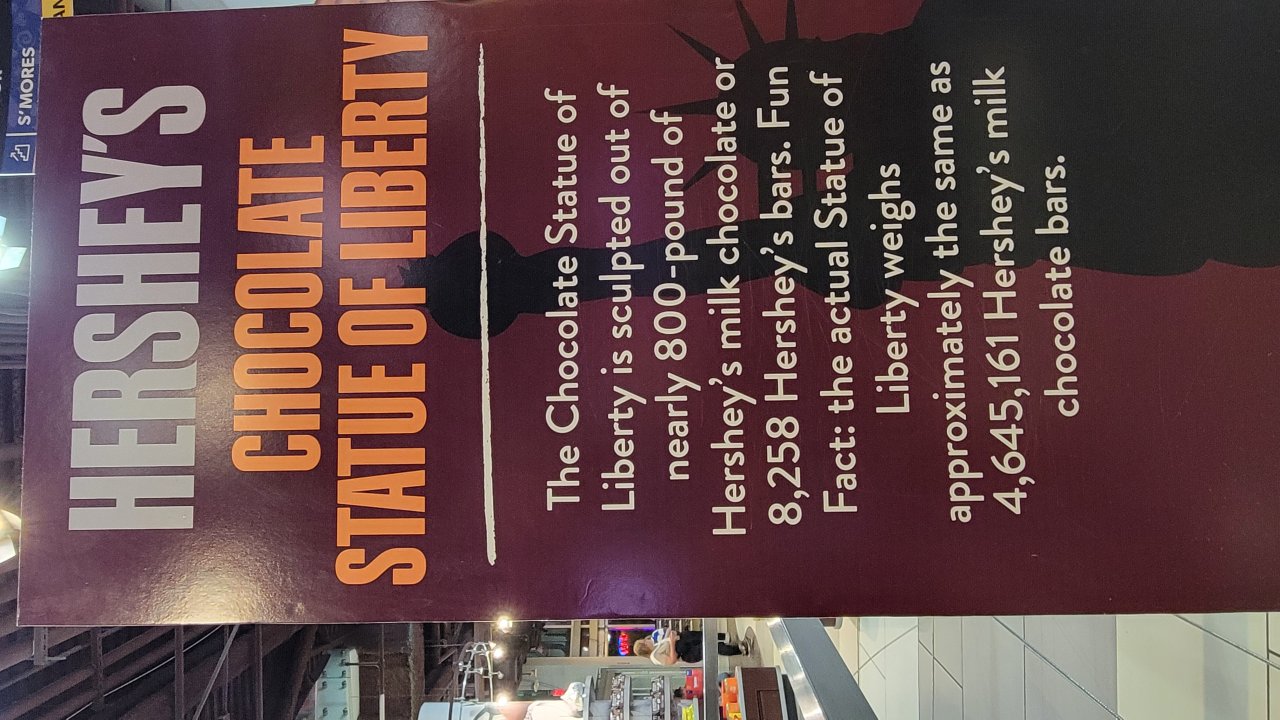 HERSHEY'S
CHOCOLATE
STATUE OF LIBERTY
The Chocolate Statue of
Liberty is sculpted out of
nearly 800-pound of
Hershey's milk chocolate or
8,258 Hershey's bars. Fun
Fact: the actual Statue of
Liberty weighs
approximately the same as
4,645,161 Hershey's milk
chocolate bars.
S'MORES